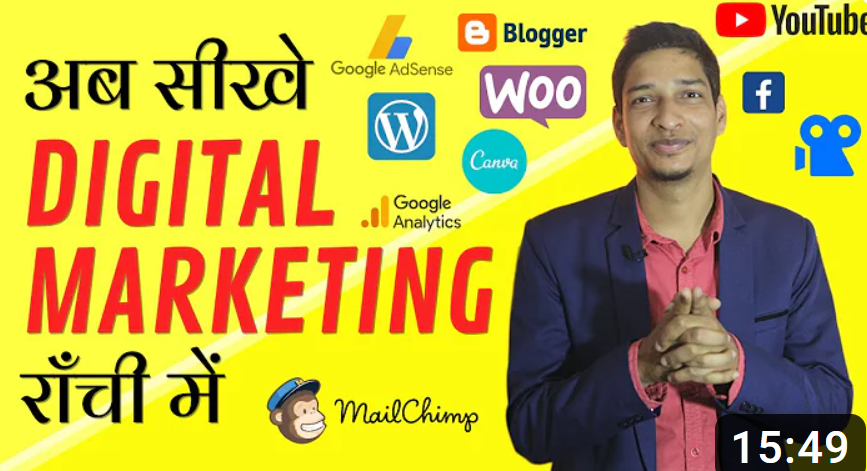 अब सीखे
DIGITAL
MARKETING
राँची में
Google AdSense
Blogger
YouTube
WOO
W
f
Canva
Google
Analytics
MailChimp
15:49